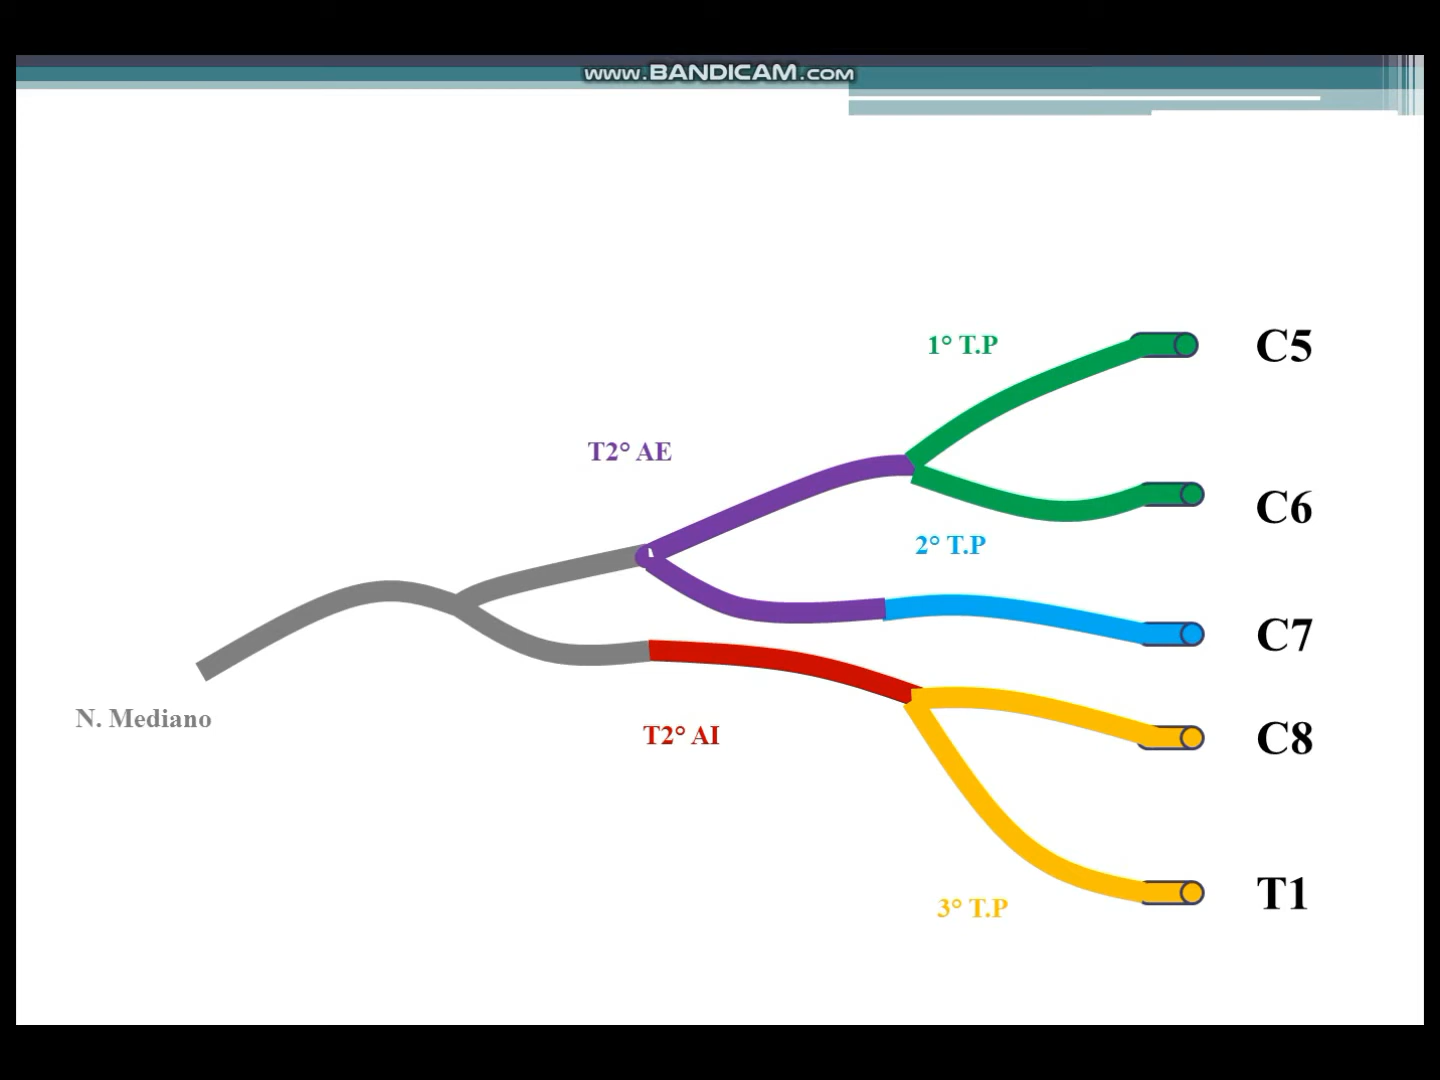 www.BANDICAM.com
1° T.P
C5
T2° AE
C6
2° T.P
C7
N. Mediano
T2° AI
C8
3° T.P
T1